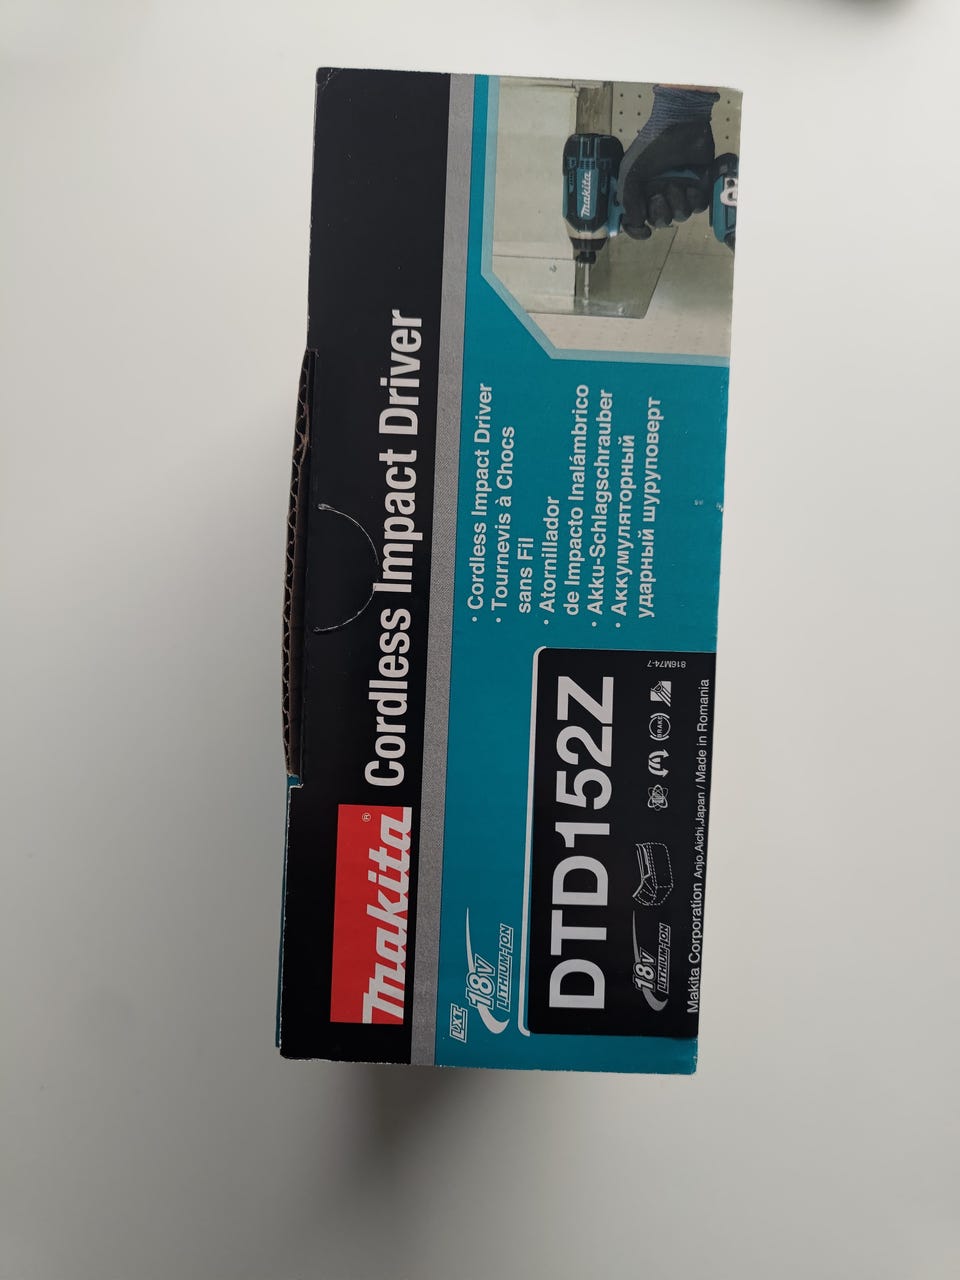 makita®
Cordless Impact Driver
LXT
18V
LITHIUM-ION
· Cordless Impact Driver
· Tournevis à Chocs
sans Fil
· Atornillador
de Impacto Inalámbrico
· Akku-Schlagschrauber
· Аккумуляторный
ударный шуруповерт
makita
DTD152Z
18V
LITHIUM-ION
BRAKE
816M74-7
Makita Corporation Anjo,Aichi,Japan / Made in Romania